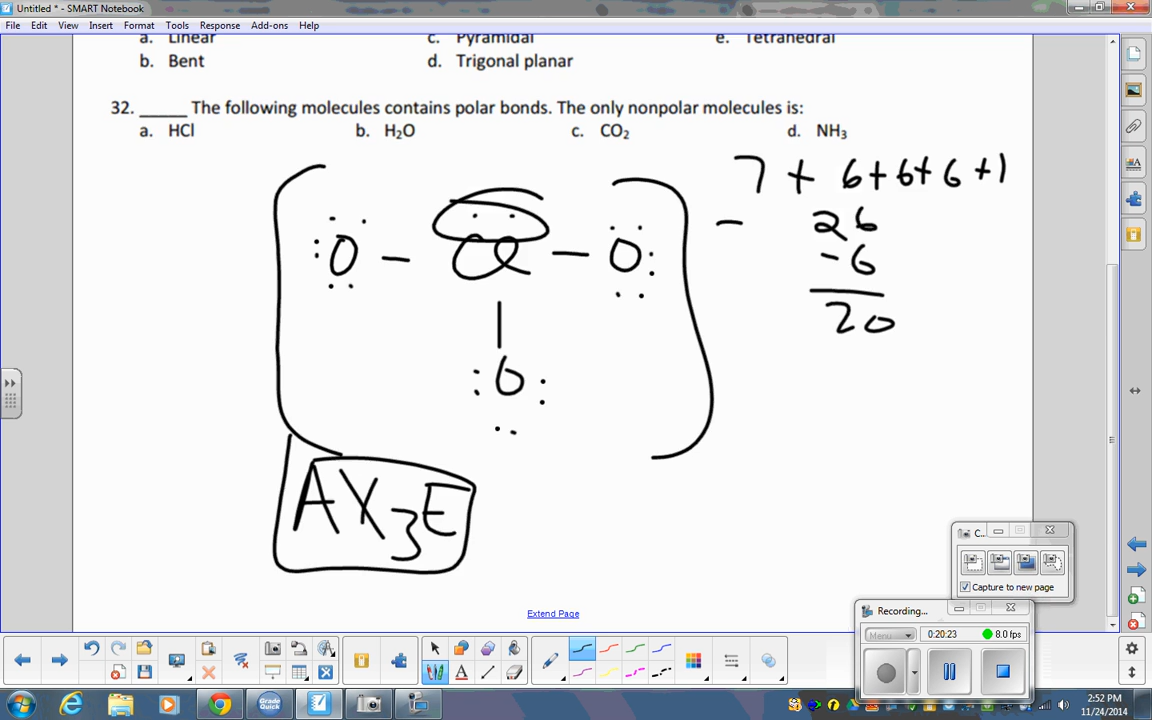 Untitled * - SMART Notebook
File Edit View Insert Format Tools Response Add-ons Help
a. Linear c. Pyramidal e. Tetrahedral
b. Bent d. Trigonal planar
32. _____ The following molecules contains polar bonds. The only nonpolar molecules is:
a. HCl b. H₂O c. CO₂ d. NH₃
7 + 6+6+6+1
- 26
-6
20
O - Cl - O
O
AX3E
C...
Capture to new page
Extend Page
Recording...
Menu 0:20:23 8.0 fps
Grade Quick
2:52 PM
11/24/2014